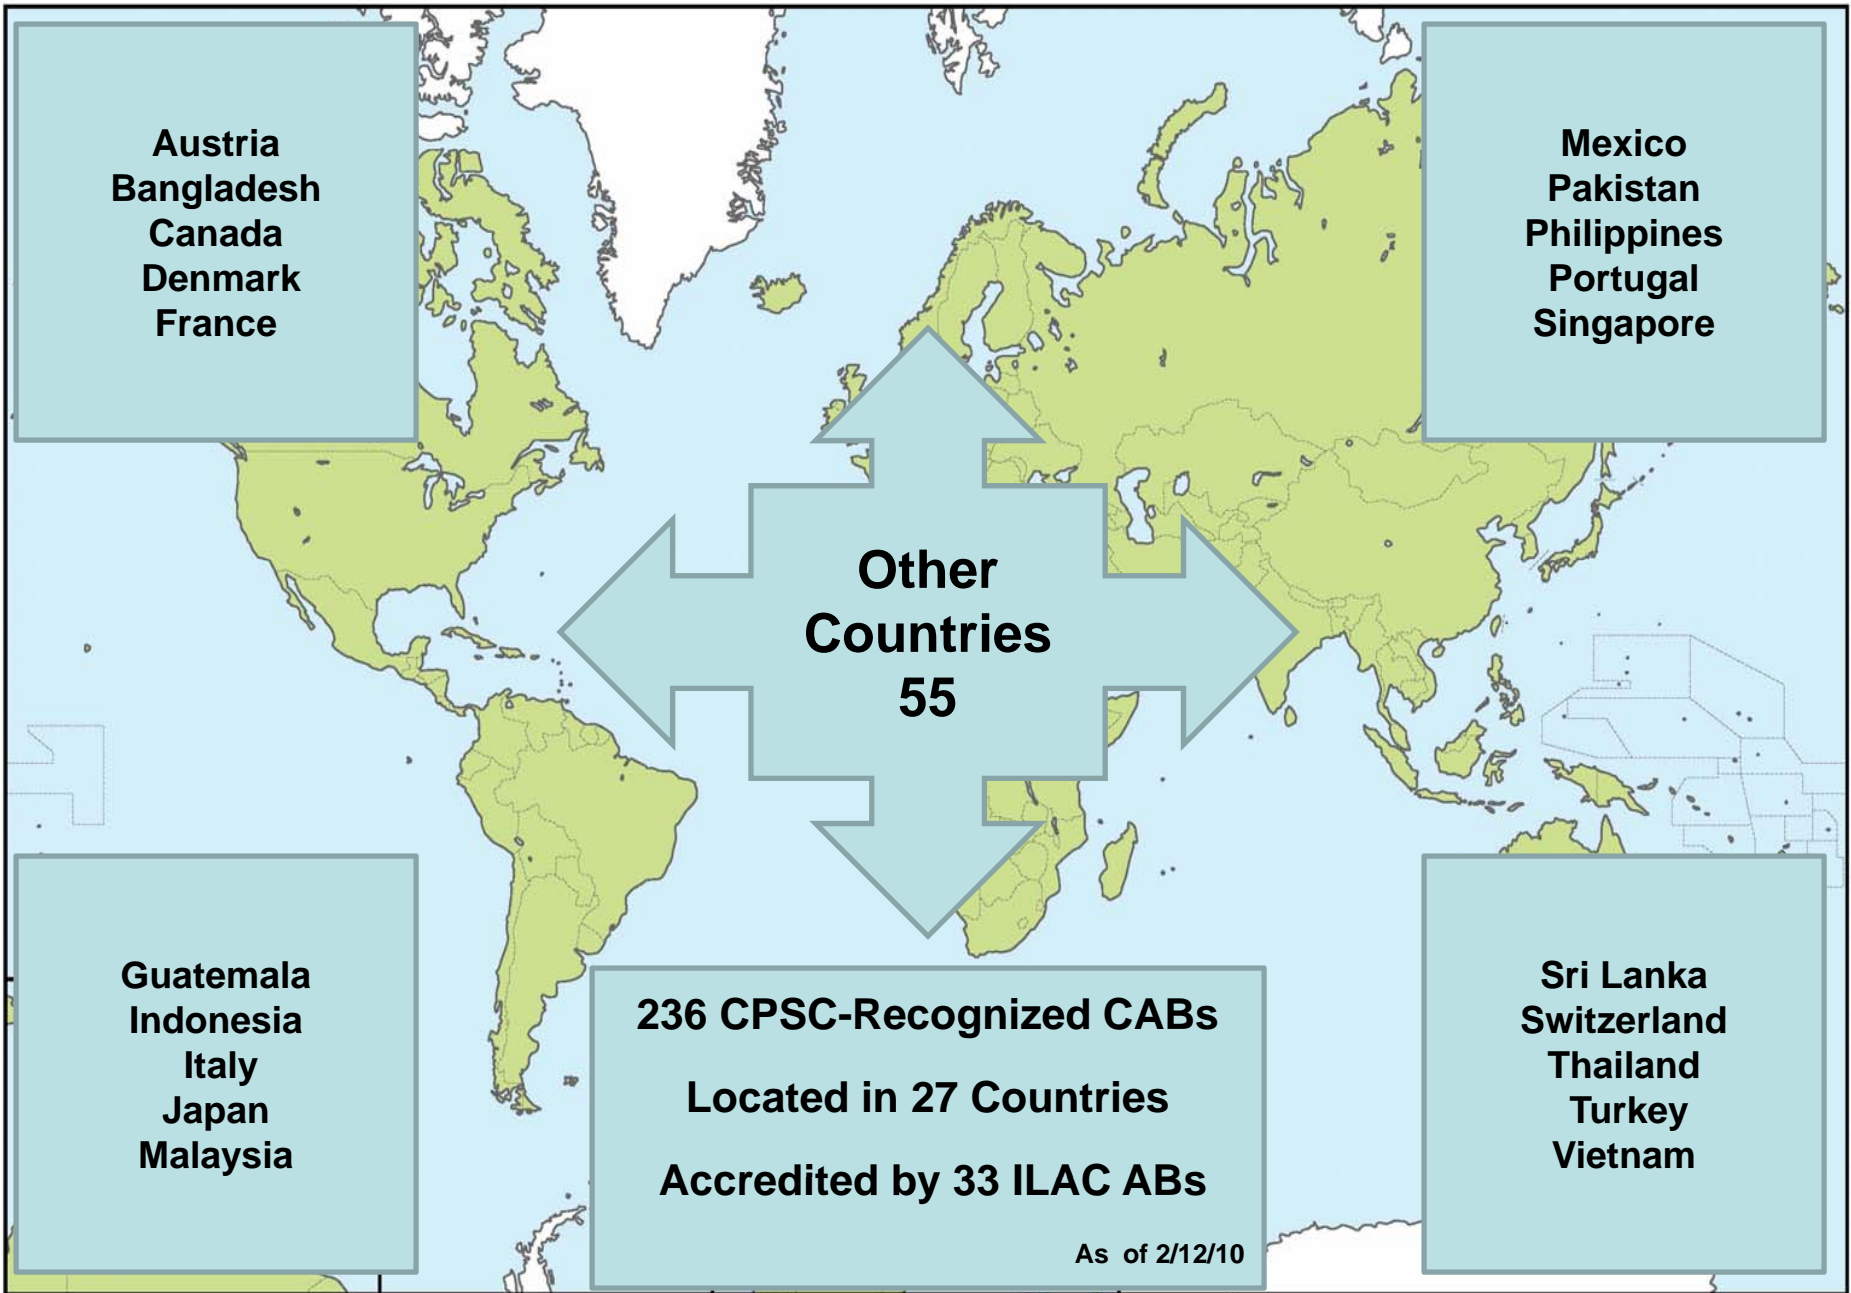 Austria
Bangladesh
Canada
Denmark
France
Mexico
Pakistan
Philippines
Portugal
Singapore
Other
Countries
55
Guatemala
Indonesia
Italy
Japan
Malaysia
236 CPSC-Recognized CABs
Located in 27 Countries
Accredited by 33 ILAC ABs
As of 2/12/10
Sri Lanka
Switzerland
Thailand
Turkey
Vietnam